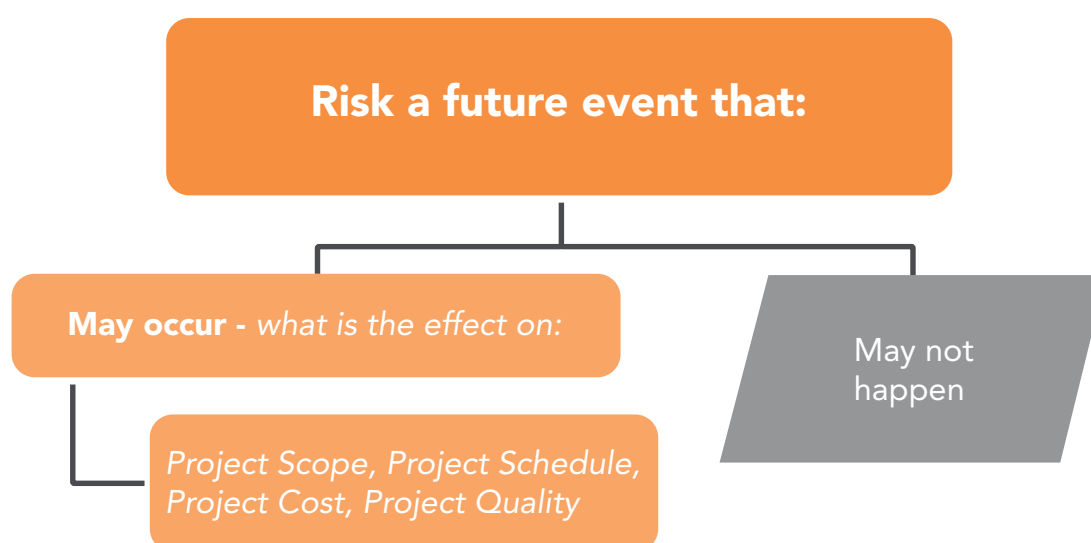 Risk a future event that:
May occur - what is the effect on:
May not
happen
Project Scope, Project Schedule,
Project Cost, Project Quality